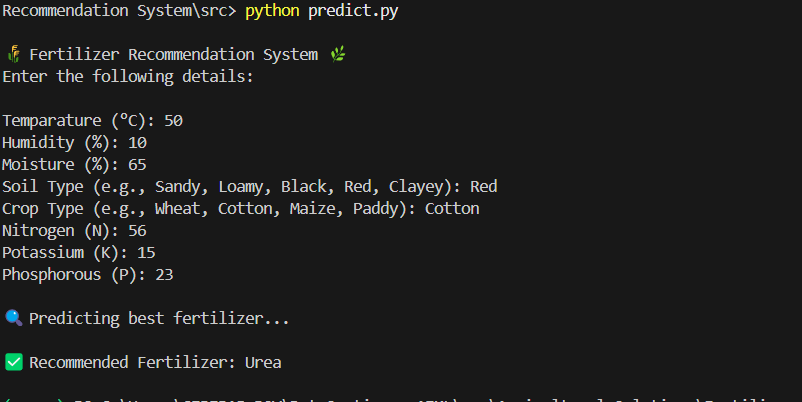 Recommendation System\src> python predict.py
🌾 Fertilizer Recommendation System 🌿
Enter the following details:
Temparature (°C): 50
Humidity (%): 10
Moisture (%): 65
Soil Type (e.g., Sandy, Loamy, Black, Red, Clayey): Red
Crop Type (e.g., Wheat, Cotton, Maize, Paddy): Cotton
Nitrogen (N): 56
Potassium (K): 15
Phosphorous (P): 23
🔍 Predicting best fertilizer...
✅ Recommended Fertilizer: Urea